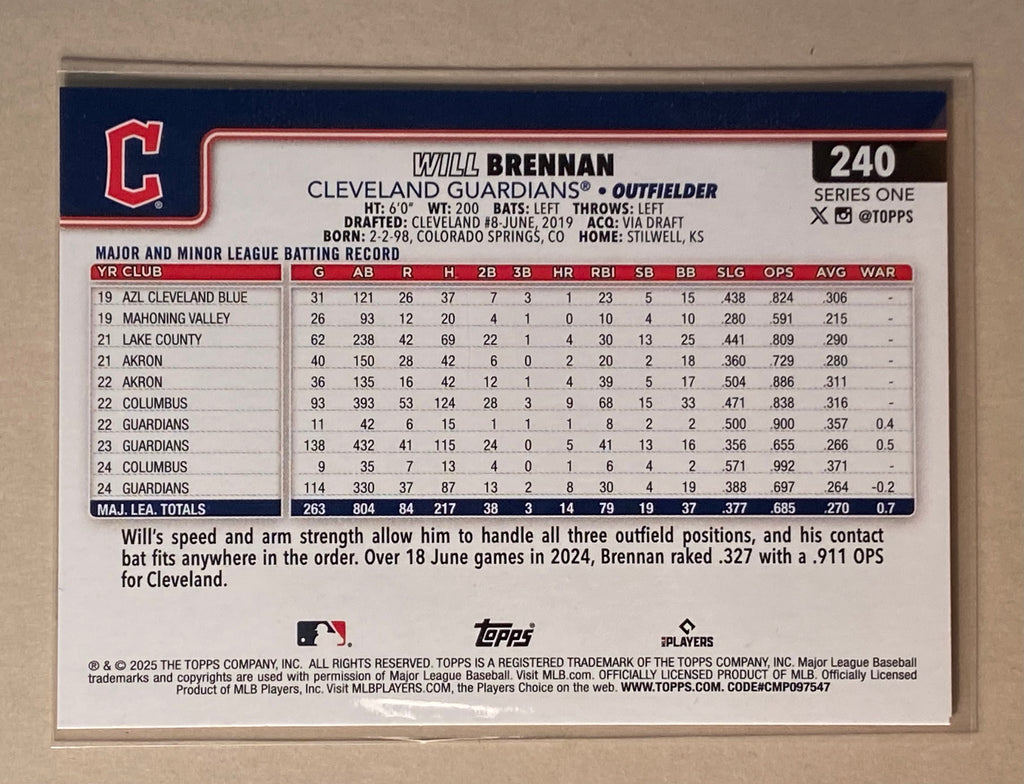 C
WILL BRENNAN
240
CLEVELAND GUARDIANS® • OUTFIELDER
SERIES ONE
HT: 6'0" WT: 200 BATS: LEFT THROWS: LEFT
@TOPPS
DRAFTED: CLEVELAND #8-JUNE, 2019 ACQ: VIA DRAFT
BORN: 2-2-98, COLORADO SPRINGS, CO HOME: STILWELL, KS
MAJOR AND MINOR LEAGUE BATTING RECORD
YR CLUB G AB R H 2B 3B HR RBI SB BB SLG OPS AVG WAR
19 AZL CLEVELAND BLUE 31 121 26 37 7 3 1 23 5 15 .438 .824 .306 -
19 MAHONING VALLEY 26 93 12 20 4 1 0 10 4 10 .280 .591 .215 -
21 LAKE COUNTY 62 238 42 69 22 1 4 30 13 25 .441 .809 .290 -
21 AKRON 40 150 28 42 6 0 2 20 2 18 .360 .729 .280 -
22 AKRON 36 135 16 42 12 1 4 39 5 17 .504 .886 .311 -
22 COLUMBUS 93 393 53 124 28 3 9 68 15 33 .471 .838 .316 -
22 GUARDIANS 11 42 6 15 1 1 1 8 2 2 .500 .900 .357 0.4
23 GUARDIANS 138 432 41 115 24 0 5 41 13 16 .356 .655 .266 0.5
24 COLUMBUS 9 35 7 13 4 0 1 6 4 2 .571 .992 .371 -
24 GUARDIANS 114 330 37 87 13 2 8 30 4 19 .388 .697 .264 -0.2
MAJ. LEA. TOTALS 263 804 84 217 38 3 14 79 19 37 .377 .685 .270 0.7
Will's speed and arm strength allow him to handle all three outfield positions, and his contact
bat fits anywhere in the order. Over 18 June games in 2024, Brennan raked .327 with a .911 OPS
for Cleveland.
Topps®
MLB PLAYERS
® & © 2025 THE TOPPS COMPANY, INC. ALL RIGHTS RESERVED. TOPPS IS A REGISTERED TRADEMARK OF THE TOPPS COMPANY, INC. Major League Baseball
trademarks and copyrights are used with permission of Major League Baseball. Visit MLB.com. OFFICIALLY LICENSED PRODUCT OF MLB. Officially Licensed
Product of MLB Players, Inc. Visit MLBPLAYERS.COM, the Players Choice on the web. WWW.TOPPS.COM. CODE#CMP097547